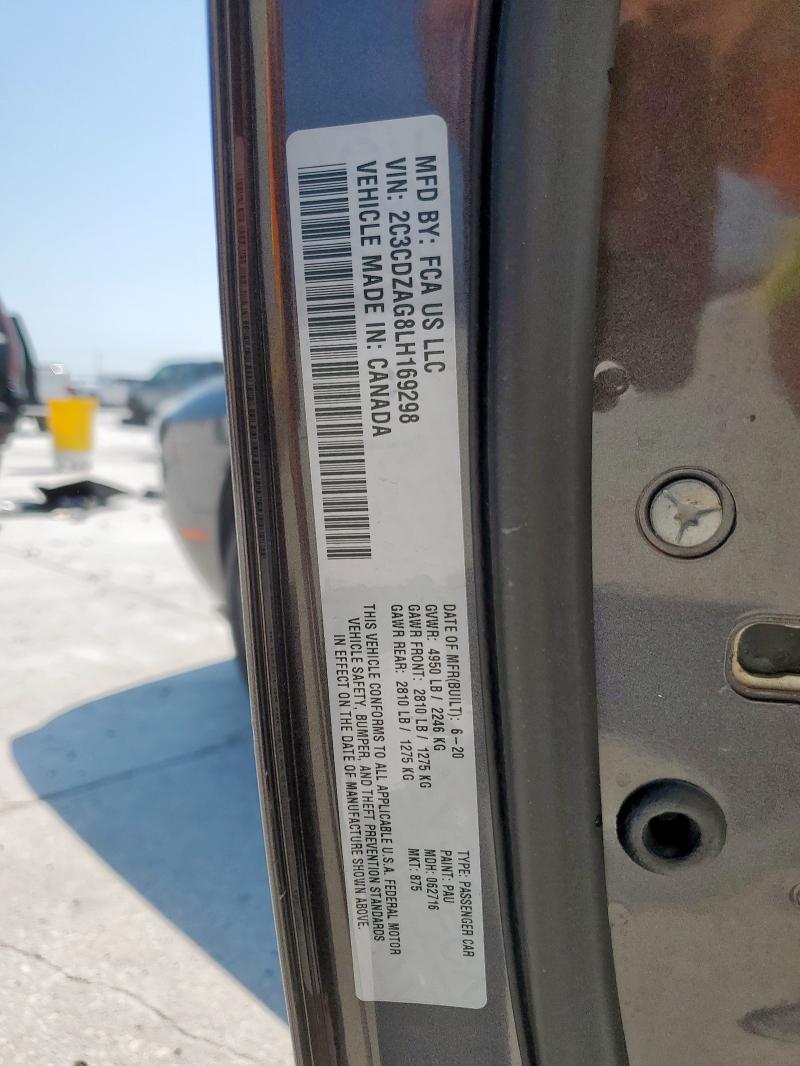 MFD BY: FCA US LLC
VIN: 2C3CDZAG8LH169298
VEHICLE MADE IN: CANADA
DATE OF MFR(BUILT): 6-20
GVWR: 4950 LB / 2246 KG
GAWR FRONT: 2810 LB / 1275 KG
GAWR REAR: 2810 LB / 1275 KG
TYPE: PASSENGER CAR
PAINT: PAU
MDH: 062716
MKT: 875
THIS VEHICLE CONFORMS TO ALL APPLICABLE U.S.A. FEDERAL MOTOR
VEHICLE SAFETY, BUMPER, AND THEFT PREVENTION STANDARDS
IN EFFECT ON THE DATE OF MANUFACTURE SHOWN ABOVE.